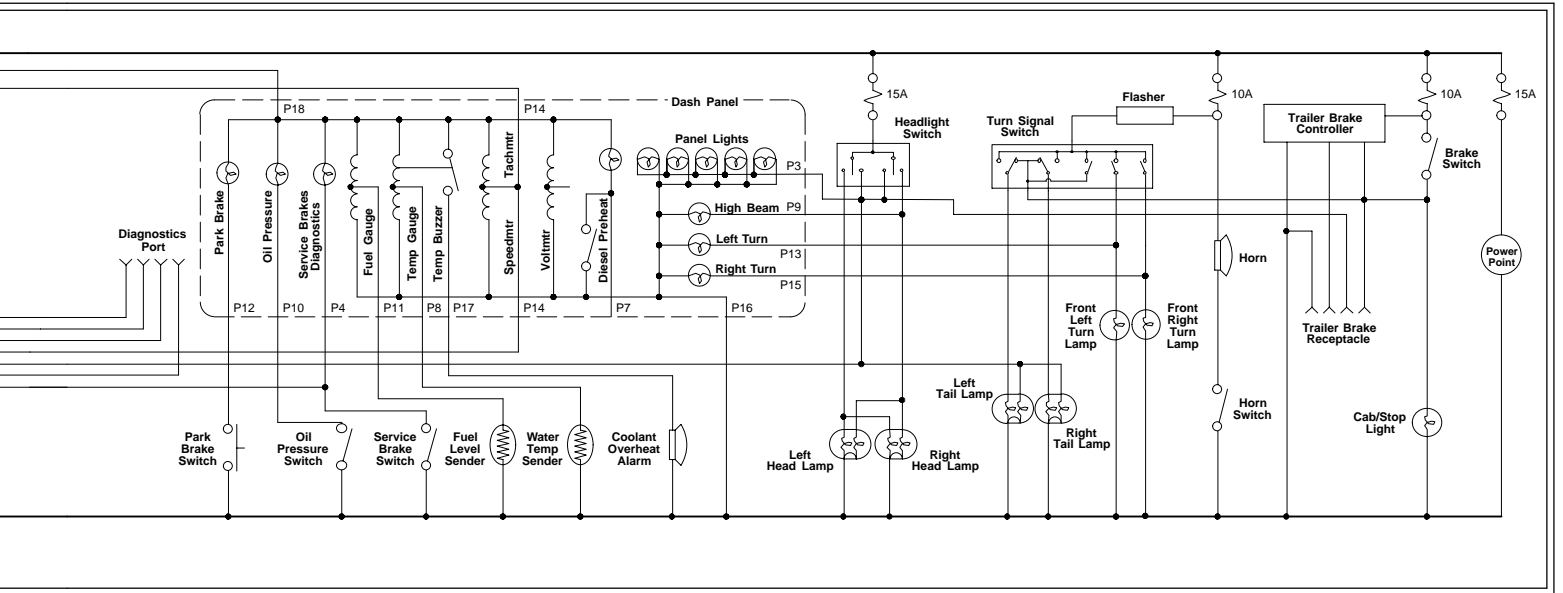 P18
P14
Dash Panel
15A
Headlight
Switch
Turn Signal
Switch
Flasher
10A
Trailer Brake
Controller
10A
15A
Brake
Switch
Panel Lights
P3
High Beam
P9
Left Turn
P13
Right Turn
P15
Park Brake
Oil Pressure
Service Brakes
Diagnostics
Fuel Gauge
Temp Gauge
Temp Buzzer
Tachmtr
Speedmtr
Voltmtr
Diesel Preheat
Diagnostics
Port
P12
P10
P4
P11
P8
P17
P14
P7
P16
Horn
Power
Point
Front
Left
Turn
Lamp
Front
Right
Turn
Lamp
Trailer Brake
Receptacle
Left
Tail Lamp
Right
Tail Lamp
Horn
Switch
Cab/Stop
Light
Park
Brake
Switch
Oil
Pressure
Switch
Service
Brake
Switch
Fuel
Level
Sender
Water
Temp
Sender
Coolant
Overheat
Alarm
Left
Head Lamp
Right
Head Lamp